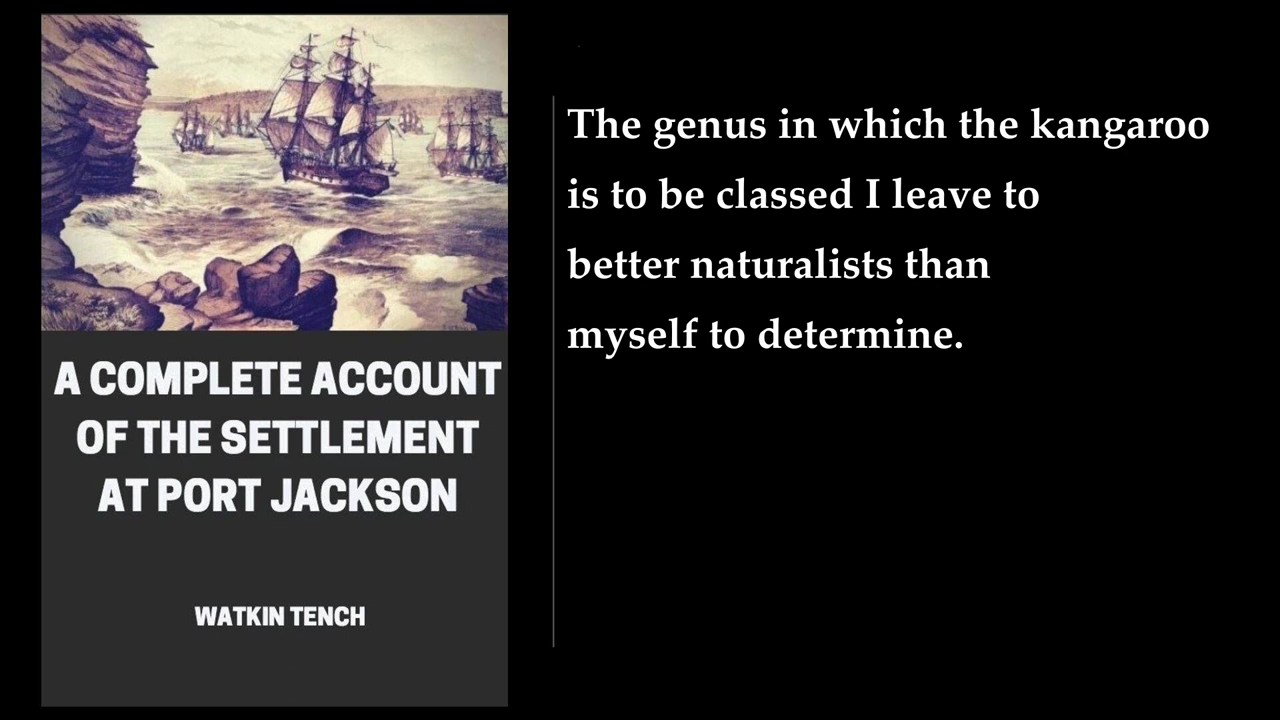 A COMPLETE ACCOUNT
OF THE SETTLEMENT
AT PORT JACKSON
WATKIN TENCH
The genus in which the kangaroo
is to be classed I leave to
better naturalists than
myself to determine.